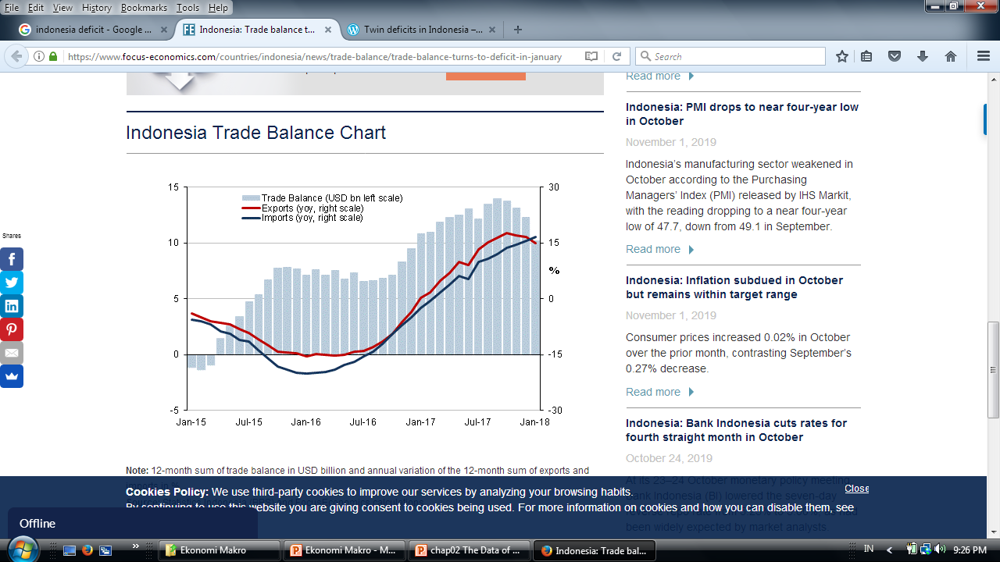 File Edit View History Bookmarks Tools Help
indonesia deficit - Google ...
Indonesia: Trade balance t...
Twin deficits in Indonesia –...
https://www.focus-economics.com/countries/indonesia/news/trade-balance/trade-balance-turns-to-deficit-in-january
Search
Indonesia Trade Balance Chart
15
10
5
0
-5
Trade Balance (USD bn left scale)
Exports (yoy, right scale)
Imports (yoy, right scale)
30
15
%
0
-15
-30
Jan-15 Jul-15 Jan-16 Jul-16 Jan-17 Jul-17 Jan-18
Note: 12-month sum of trade balance in USD billion and annual variation of the 12-month sum of exports and
Shares
Read more
Indonesia: PMI drops to near four-year low
in October
November 1, 2019
Indonesia's manufacturing sector weakened in
October according to the Purchasing
Managers' Index (PMI) released by IHS Markit,
with the reading dropping to a near four-year
low of 47.7, down from 49.1 in September.
Read more
Indonesia: Inflation subdued in October
but remains within target range
November 1, 2019
Consumer prices increased 0.02% in October
over the prior month, contrasting September's
0.27% decrease.
Read more
Indonesia: Bank Indonesia cuts rates for
fourth straight month in October
October 24, 2019
At its 23–24 October monetary policy meeting,
Bank Indonesia (BI) lowered the seven-day
been widely expected by market analysts.
Cookies Policy: We use third-party cookies to improve our services by analyzing your browsing habits.
By continuing to use this website you are giving consent to cookies being used. For more information on cookies and how you can disable them, see
Close
Offline
Ekonomi Makro
Ekonomi Makro - M...
chap02 The Data of ...
Indonesia: Trade bal...
IN
9:26 PM